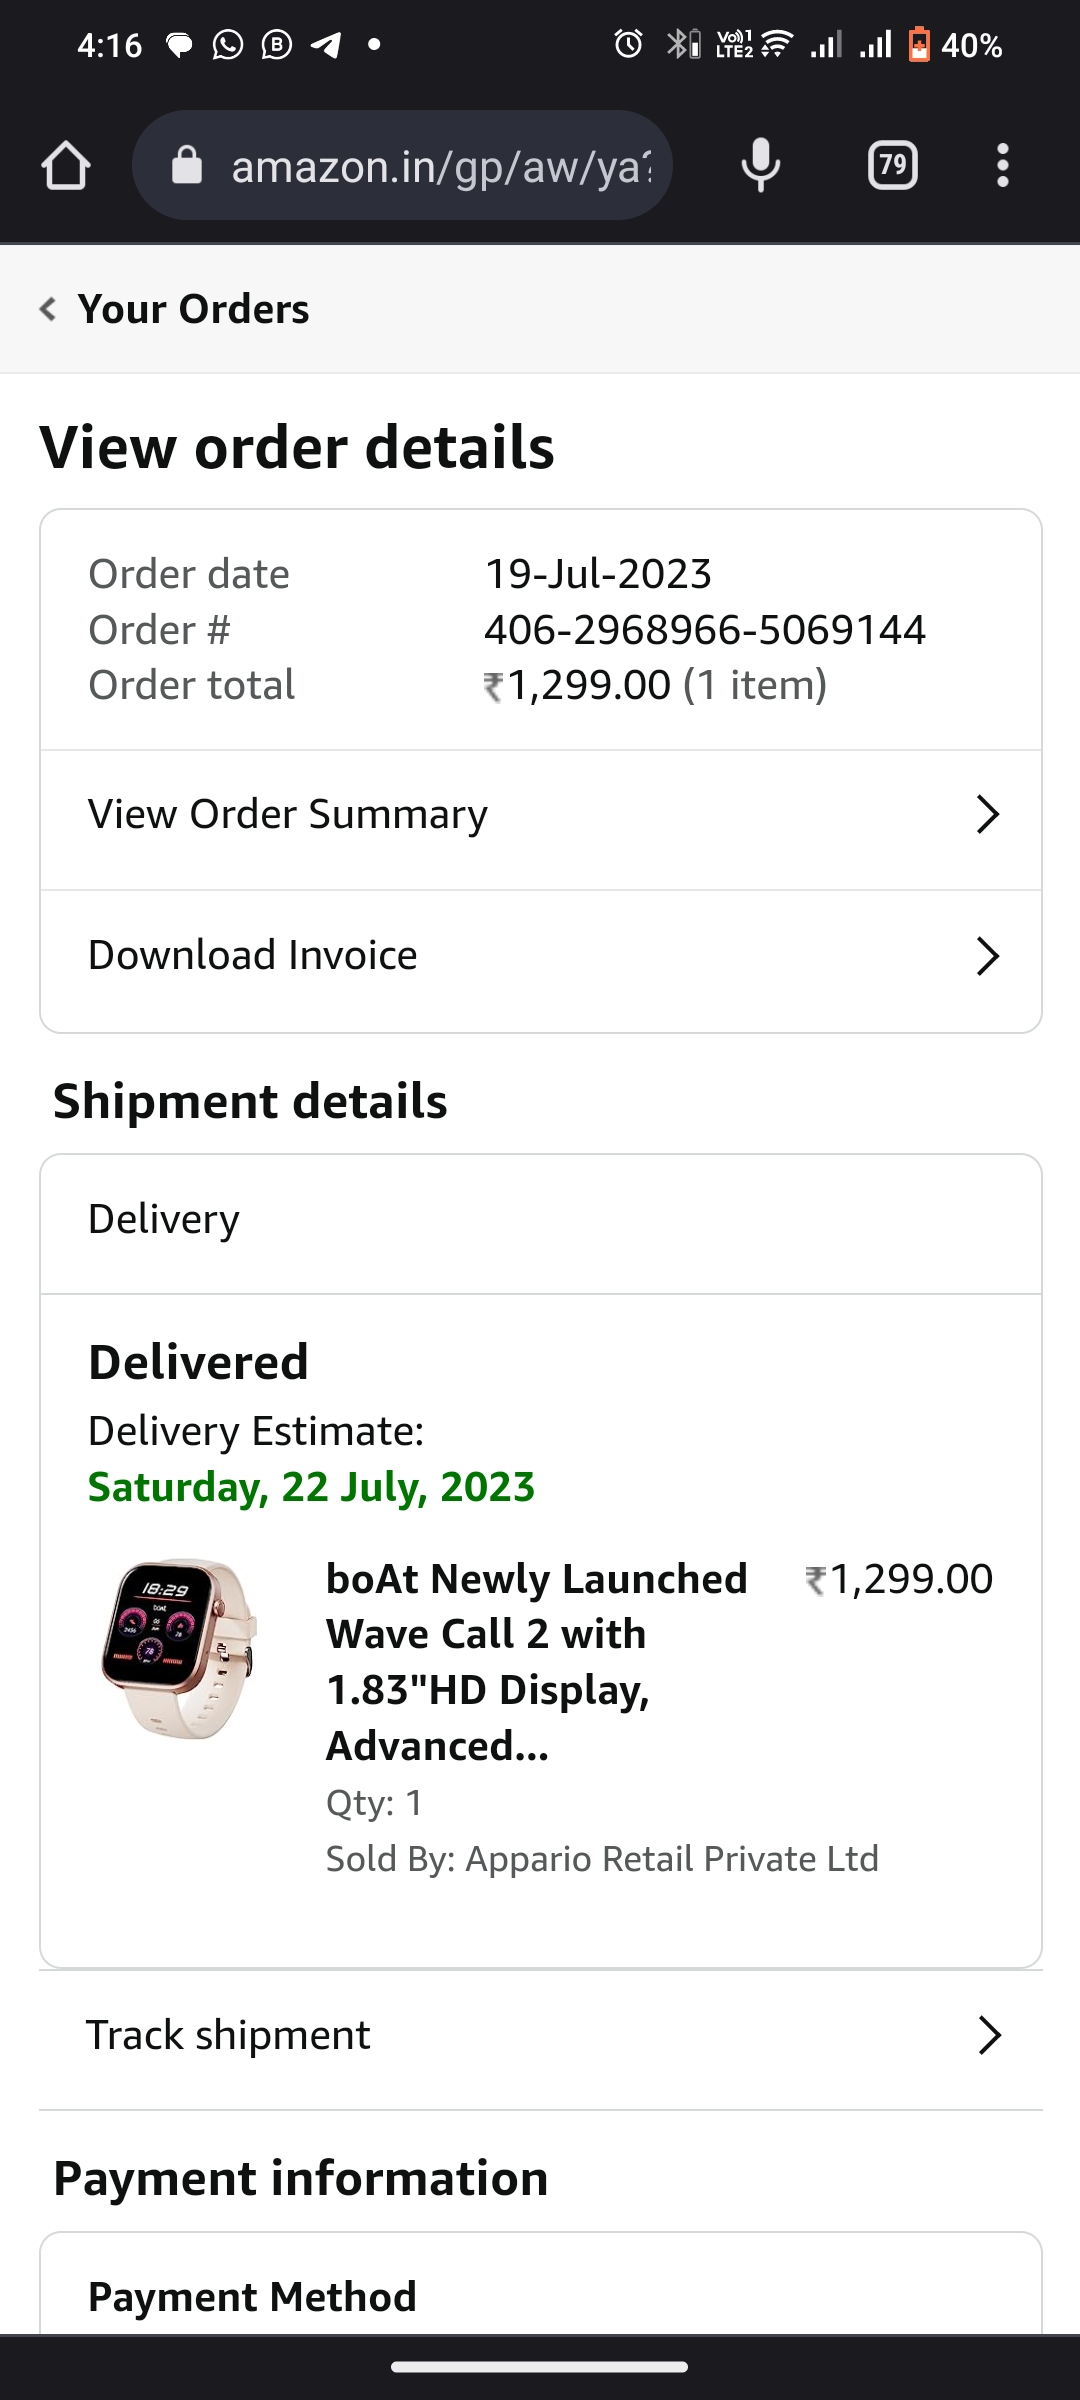 4:16
Vo)) 1
LTE2
40%
amazon.in/gp/aw/ya?
79
Your Orders
View order details
Order date 19-Jul-2023
Order # 406-2968966-5069144
Order total ₹1,299.00 (1 item)
View Order Summary
Download Invoice
Shipment details
Delivery
Delivered
Delivery Estimate:
Saturday, 22 July, 2023
18:29
boAt Newly Launched ₹1,299.00
Wave Call 2 with
1.83"HD Display,
Advanced...
Qty: 1
Sold By: Appario Retail Private Ltd
Track shipment
Payment information
Payment Method